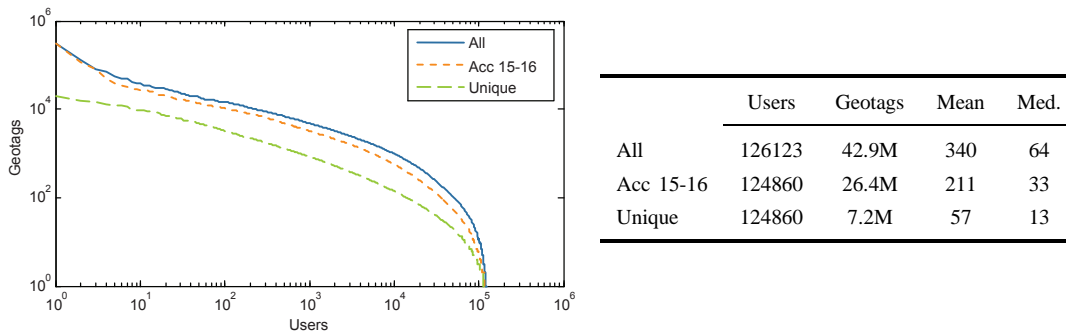 10^6
10^4
10^2
10^0
Geotags
All
Acc 15-16
Unique
10^0 10^1 10^2 10^3 10^4 10^5 10^6
Users
Users Geotags Mean Med.
All 126123 42.9M 340 64
Acc 15-16 124860 26.4M 211 33
Unique 124860 7.2M 57 13